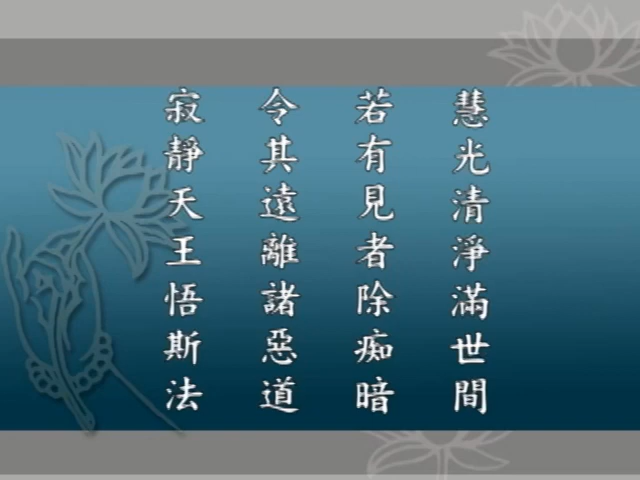 慧光清淨滿世間
若有見者除痴暗
令其遠離諸惡道
寂靜天王悟斯法